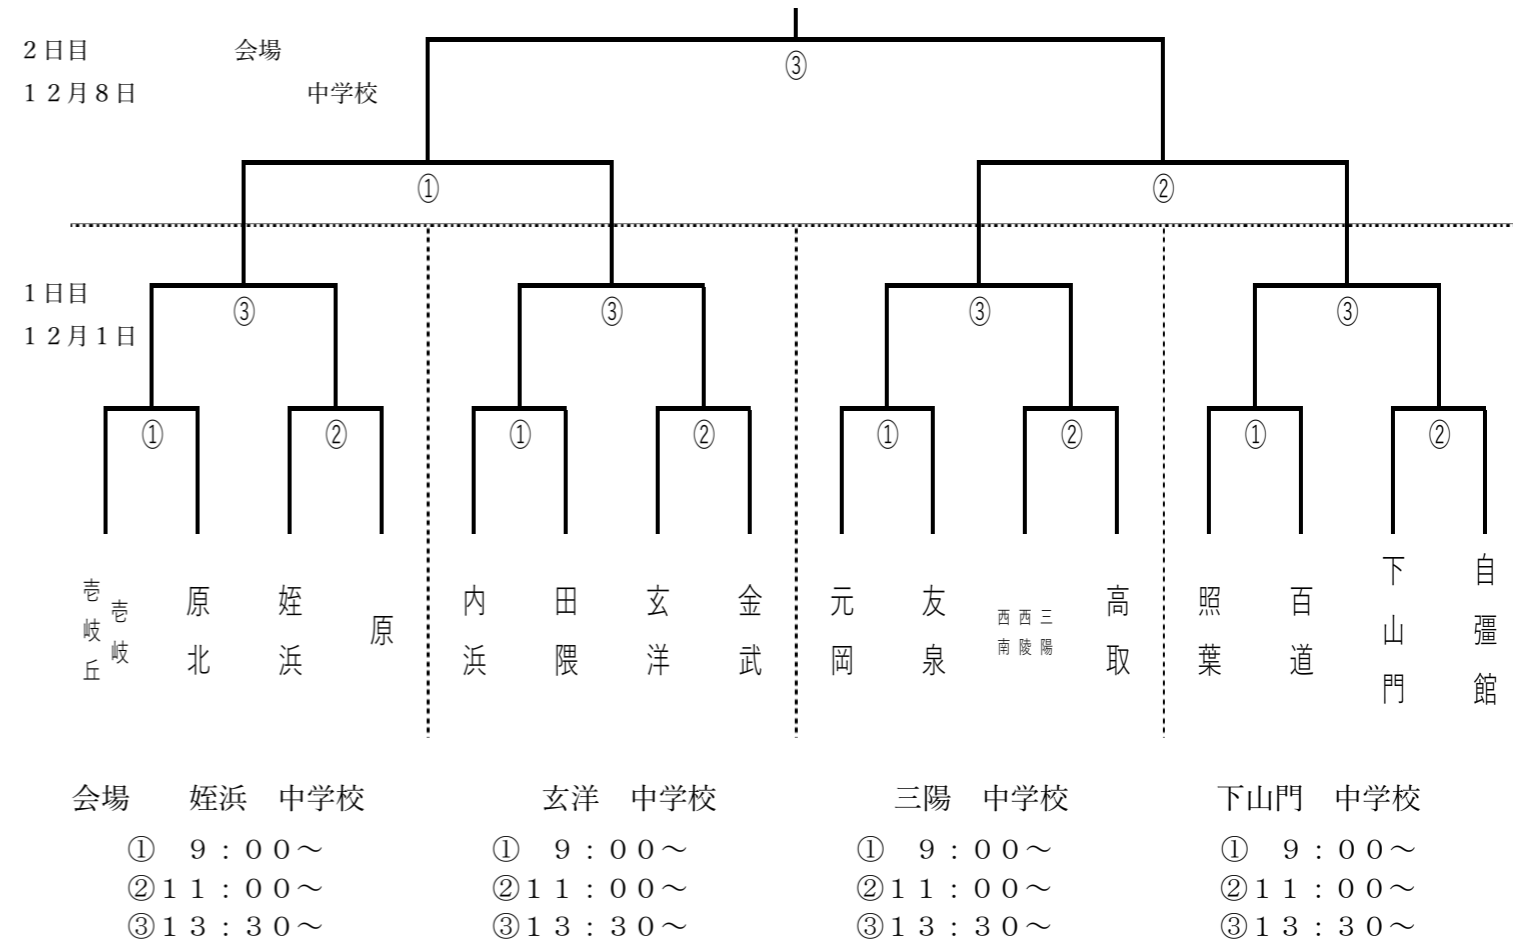 2日目 会場
③
12月8日 中学校
① ②
1日目
③ ③ ③ ③
12月1日
① ② ① ② ① ② ① ②
壱岐丘 壱岐
原北
姪浜
原
内浜
田隈
玄洋
金武
元岡
友泉
西南 西陵 三陽
高取
照葉
百道
下山門
自彊館
会場 姪浜 中学校 玄洋 中学校 三陽 中学校 下山門 中学校
① 9:00～ ① 9:00～ ① 9:00～ ① 9:00～
②11:00～ ②11:00～ ②11:00～ ②11:00～
③13:30～ ③13:30～ ③13:30～ ③13:30～